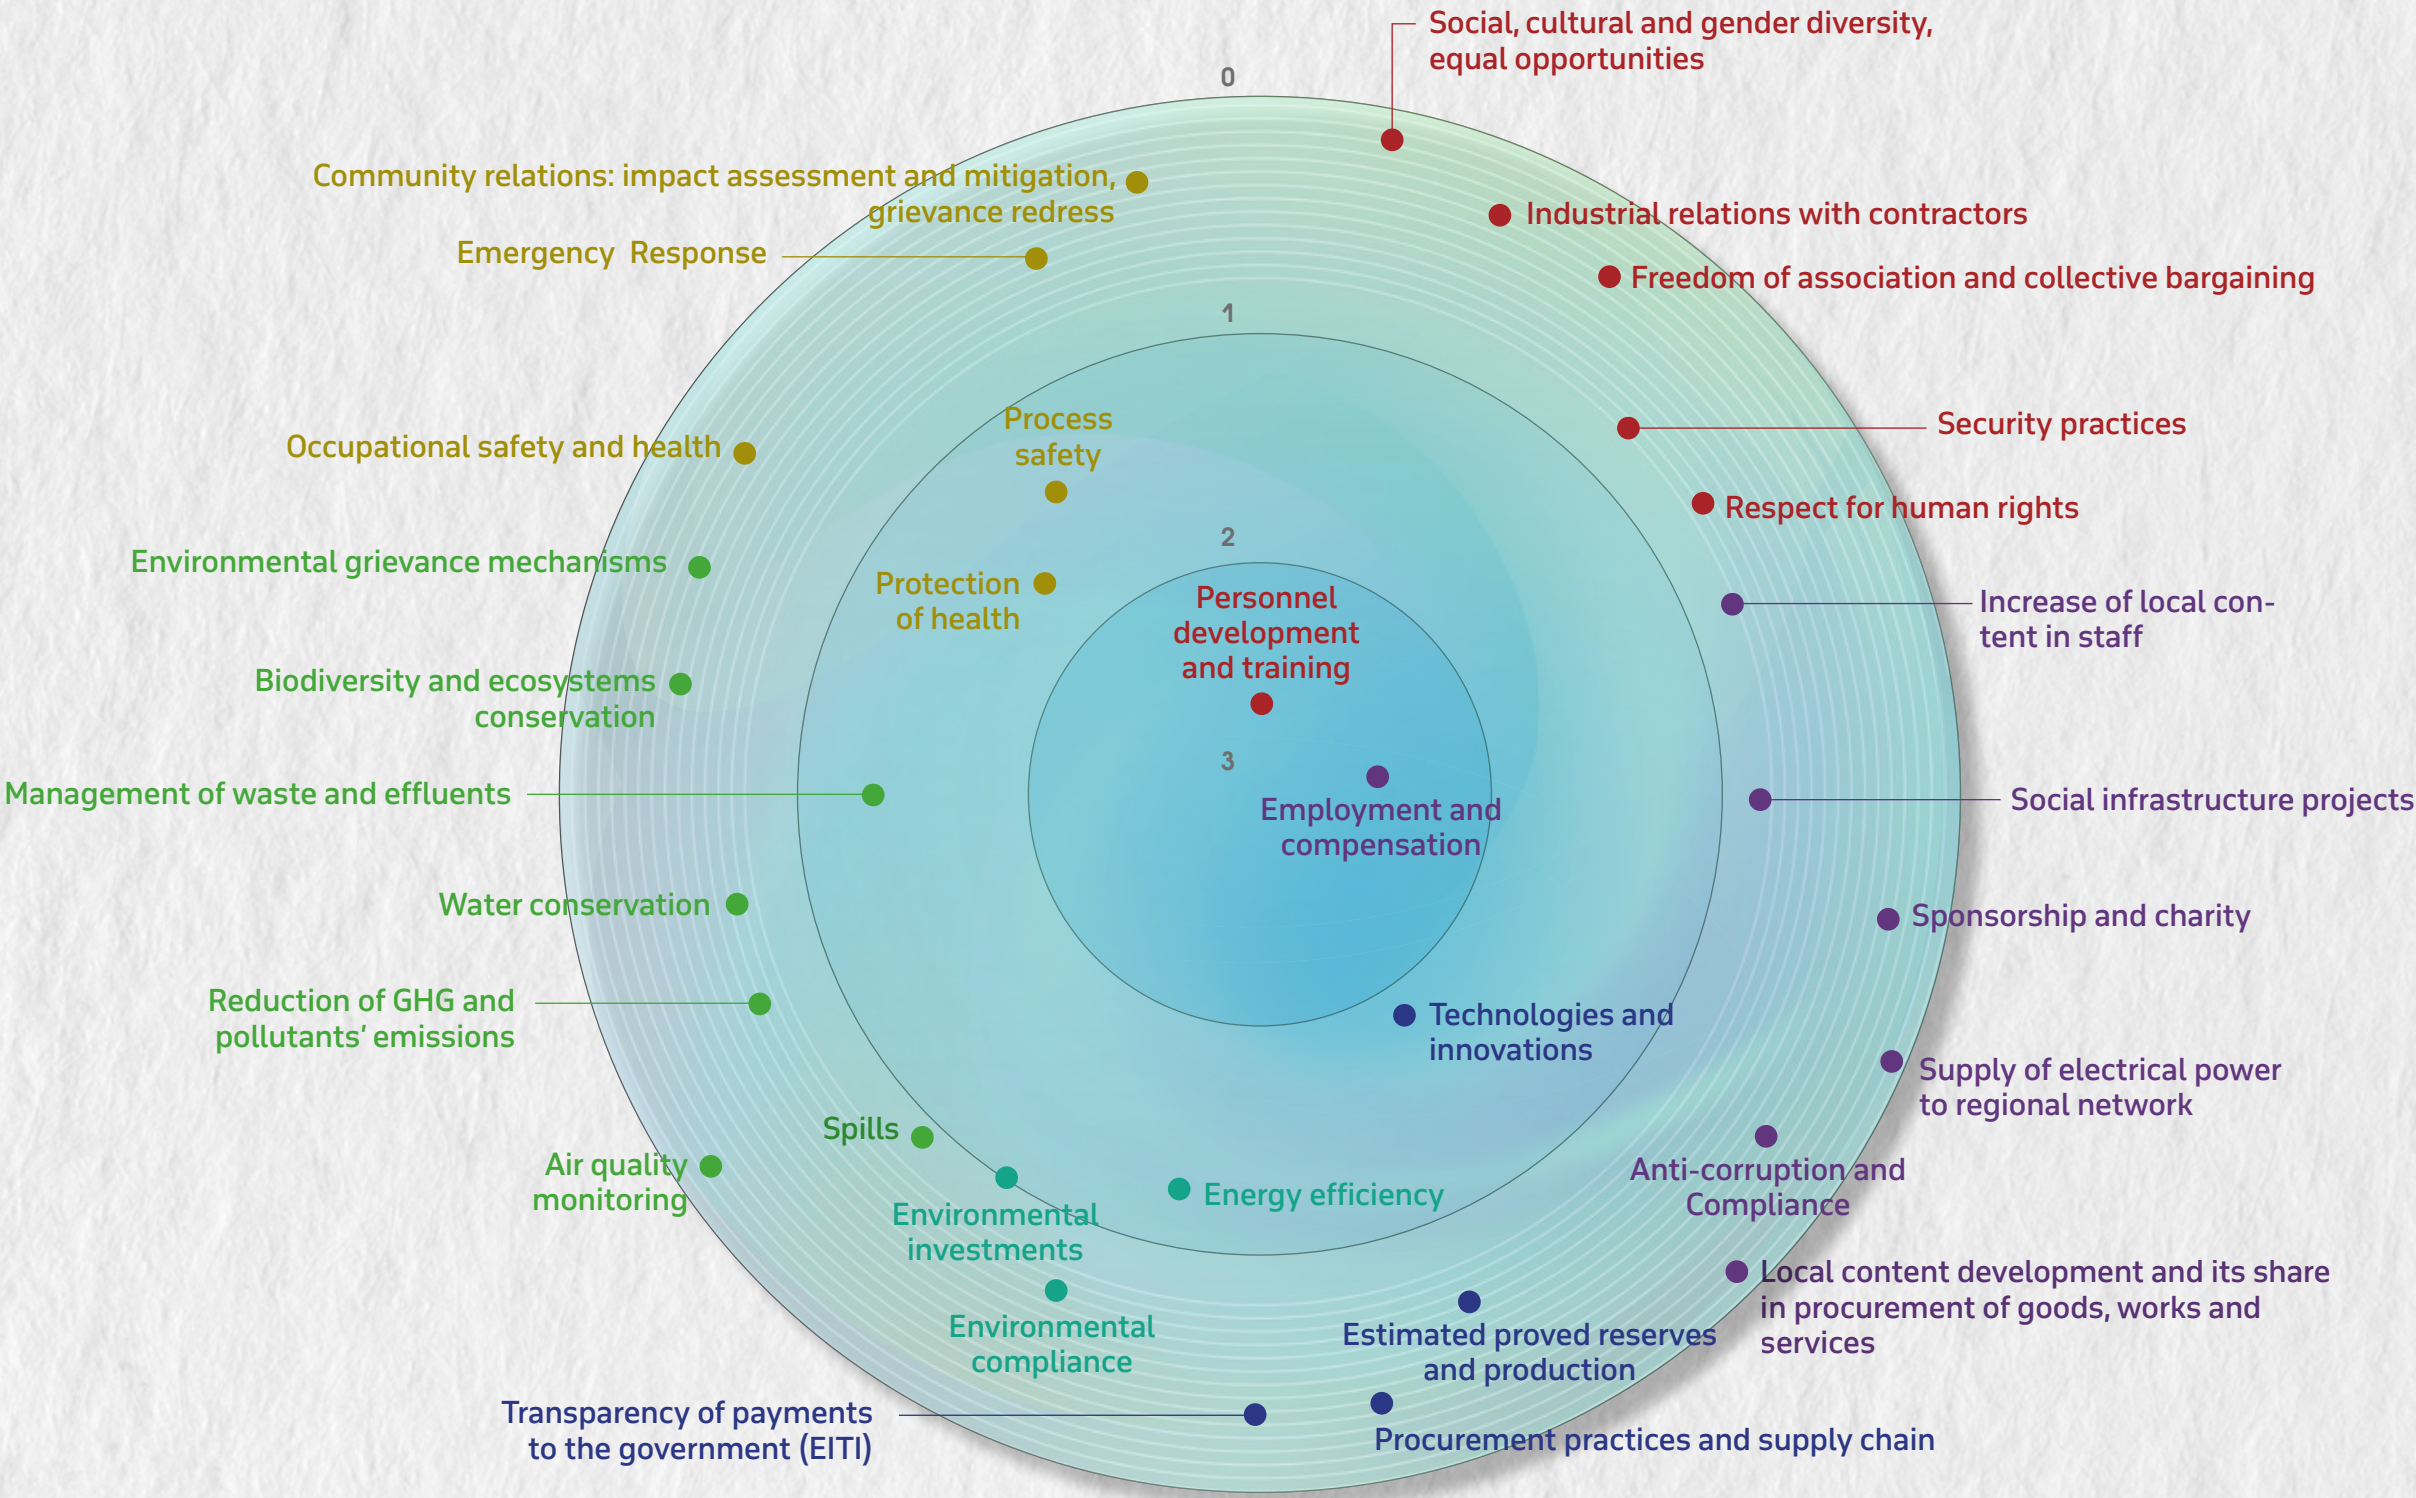 Social, cultural and gender diversity,
equal opportunities
0
Community relations: impact assessment and mitigation,
grievance redress
Industrial relations with contractors
Emergency Response
Freedom of association and collective bargaining
1
Process
safety
Security practices
Occupational safety and health
Respect for human rights
2
Environmental grievance mechanisms
Protection
of health
Personnel
development
and training
Increase of local con-
tent in staff
Biodiversity and ecosystems
conservation
3
Management of waste and effluents
Employment and
compensation
Social infrastructure projects
Water conservation
Sponsorship and charity
Reduction of GHG and
pollutants' emissions
Technologies and
innovations
Supply of electrical power
to regional network
Spills
Air quality
monitoring
Anti-corruption and
Compliance
Energy efficiency
Environmental
investments
Local content development and its share
in procurement of goods, works and
services
Environmental
compliance
Estimated proved reserves
and production
Transparency of payments
to the government (EITI)
Procurement practices and supply chain